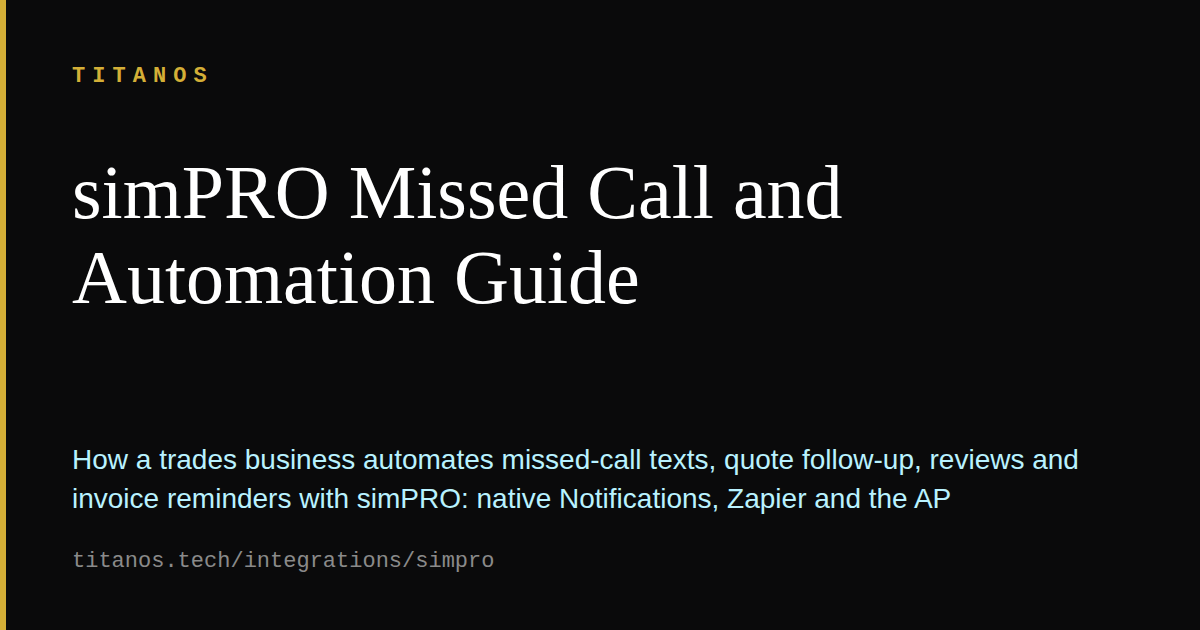 TITANOS
simPRO Missed Call and
Automation Guide
How a trades business automates missed-call texts, quote follow-up, reviews and
invoice reminders with simPRO: native Notifications, Zapier and the AP
titanos.tech/integrations/simpro